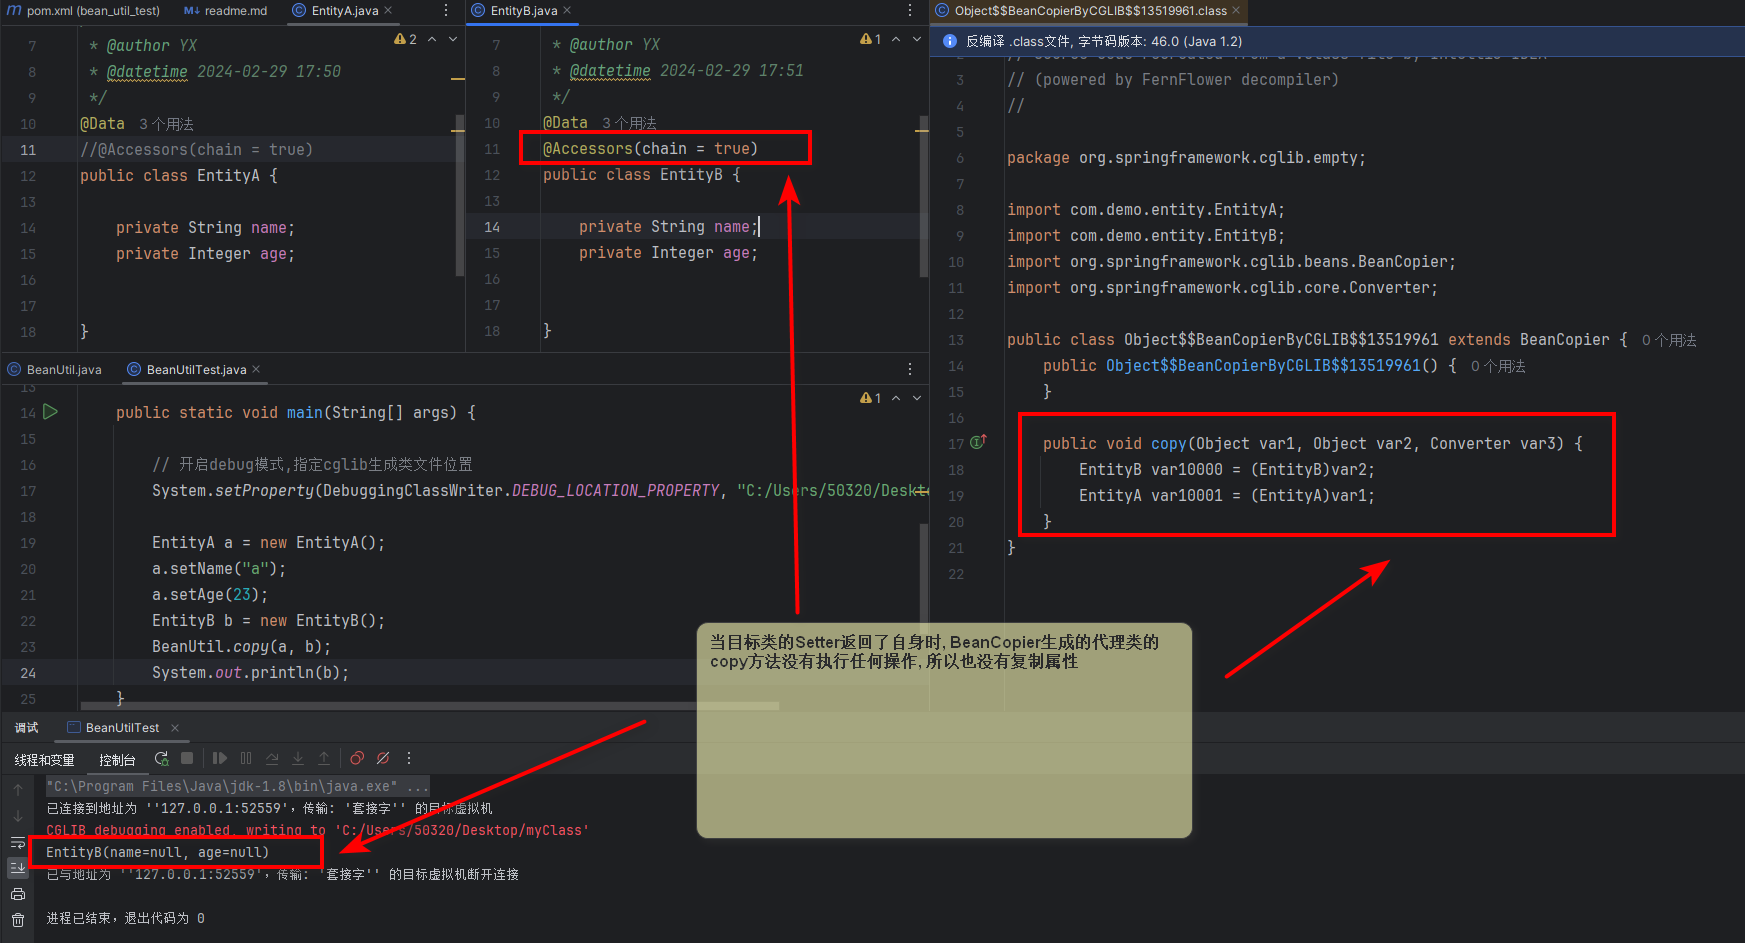 pom.xml (bean_util_test)
readme.md
EntityA.java
7 * @author YX
8 * @datetime 2024-02-29 17:50
9 */
10 @Data 3 个用法
11 //@Accessors(chain = true)
12 public class EntityA {
13
14 private String name;
15 private Integer age;
16
17
18 }
2
EntityB.java
7 * @author YX
8 * @datetime 2024-02-29 17:51
9 */
10 @Data 3 个用法
11 @Accessors(chain = true)
12 public class EntityB {
13
14 private String name;
15 private Integer age;
16
17
18 }
1
Object$$BeanCopierByCGLIB$$13519961.class
反编译 .class文件, 字节码版本: 46.0 (Java 1.2)
3 // (powered by FernFlower decompiler)
4 //
5
6 package org.springframework.cglib.empty;
7
8 import com.demo.entity.EntityA;
9 import com.demo.entity.EntityB;
10 import org.springframework.cglib.beans.BeanCopier;
11 import org.springframework.cglib.core.Converter;
12
13 public class Object$$BeanCopierByCGLIB$$13519961 extends BeanCopier { 0 个用法
14 public Object$$BeanCopierByCGLIB$$13519961() { 0 个用法
15 }
16
17 public void copy(Object var1, Object var2, Converter var3) {
18 EntityB var10000 = (EntityB)var2;
19 EntityA var10001 = (EntityA)var1;
20 }
21 }
22
BeanUtil.java
BeanUtilTest.java
13
14 public static void main(String[] args) {
15
16 // 开启debug模式,指定cglib生成类文件位置
17 System.setProperty(DebuggingClassWriter.DEBUG_LOCATION_PROPERTY, "C:/Users/50320/Deskto
18
19 EntityA a = new EntityA();
20 a.setName("a");
21 a.setAge(23);
22 EntityB b = new EntityB();
23 BeanUtil.copy(a, b);
24 System.out.println(b);
25 }
1
当目标类的Setter返回了自身时, BeanCopier生成的代理类的
copy方法没有执行任何操作, 所以也没有复制属性
调试
BeanUtilTest
线程和变量
控制台
"C:\Program Files\Java\jdk-1.8\bin\java.exe" ...
已连接到地址为 ''127.0.0.1:52559'，传输: '套接字'' 的目标虚拟机
CGLIB debugging enabled, writing to 'C:/Users/50320/Desktop/myClass'
EntityB(name=null, age=null)
已与地址为 ''127.0.0.1:52559'，传输: '套接字'' 的目标虚拟机断开连接
进程已结束，退出代码为 0